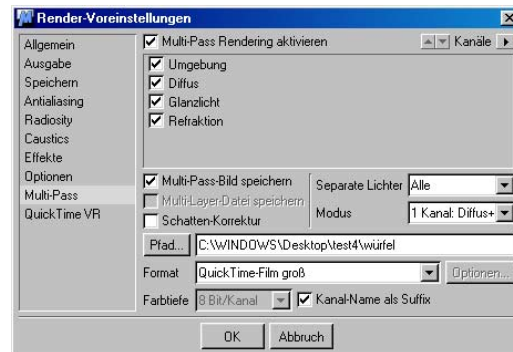 Render-Voreinstellungen
Allgemein
Ausgabe
Speichern
Antialiasing
Radiosity
Caustics
Effekte
Optionen
Multi-Pass
QuickTime VR
Multi-Pass Rendering aktivieren
Kanäle
Umgebung
Diffus
Glanzlicht
Refraktion
Multi-Pass-Bild speichern
Multi-Layer-Datei speichern
Schatten-Korrektur
Separate Lichter Alle
Modus 1 Kanal: Diffus+
Pfad... C:\WINDOWS\Desktop\test4\würfel
Format QuickTime-Film groß Optionen...
Farbtiefe 8 Bit/Kanal Kanal-Name als Suffix
OK Abbruch